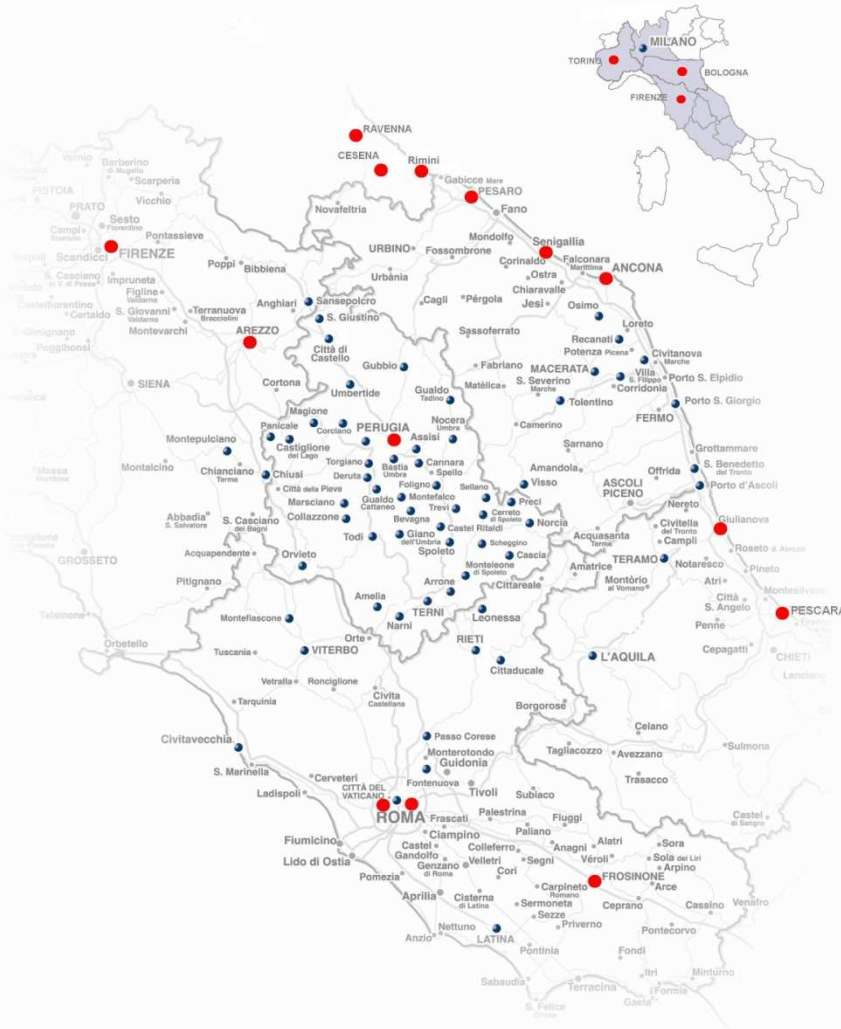 MILANO
TORINO
BOLOGNA
FIRENZE
RAVENNA
CESENA
Rimini
Gabicce Mare
PESARO
Fano
Novafeltria
Vernio
Barberino
di Mugello
Scarperia
PISTOIA
Vicchio
PRATO
Sesto
Fiorentino
Campi
Bisenzio
Pontassieve
FIRENZE
Scandicci
Empoli
S. Casciano
in V. di Pesa
Impruneta
Figline
Valdarno
Castelfiorentino
Certaldo
S. Giovanni
Valdarno
Terranuova
Bracciolini
Montevarchi
S. Gimignano
Poggibonsi
Poppi
Bibbiena
Anghiari
Sansepolcro
S. Giustino
AREZZO
Città di
Castello
SIENA
Cortona
URBINO
Fossombrone
Mondolfo
Senigallia
Corinaldo
Falconara
Marittima
ANCONA
Urbània
Ostra
Chiaravalle
Jesi
Cagli
Pérgola
Osimo
Sassoferrato
Loreto
Recanati
Potenza Picena
Civitanova
Marche
Gubbio
Fabriano
MACERATA
Villa
S. Filippo
Porto S. Elpidio
Umbertide
Gualdo
Tadino
Matèlica
S. Severino
Marche
Corridonia
Tolentino
Porto S. Giorgio
FERMO
Magione
Panicale
Corciano
PERUGIA
Nocera
Umbra
Camerino
Assisi
Sarnano
Grottammare
Montepulciano
Castiglione
del Lago
Torgiano
Bastia
Umbra
Cannara
Spello
Amandola
Offrida
S. Benedetto
del Tronto
Montalcino
Chianciano
Terme
Chiusi
Deruta
Foligno
Sellano
Visso
ASCOLI
PICENO
Porto d'Ascoli
Città della Pieve
Gualdo
Cattaneo
Montefalco
Preci
Nereto
Marsciano
Trevi
Cerreto
di Spoleto
Giulianova
Abbadia
S. Salvatore
S. Casciano
dei Bagni
Collazzone
Bevagna
Castel Ritaldi
Norcia
Acquasanta
Terme
Civitella
del Tronto
Campli
Todi
Giano
dell'Umbria
Scheggino
Roseto d. Abruzzi
GROSSETO
Acquapendente
Spoleto
Cascia
TERAMO
Notaresco
Orvieto
Monteleone
di Spoleto
Amatrice
Pineto
Pitigliano
Arrone
Cittareale
Montòrio
al Vomano
Atri
Montesilvano
Amelia
Città
S. Angelo
Talamone
Montefiascone
Narni
TERNI
Leonessa
Penne
PESCARA
Orbetello
Orte
RIETI
Tuscania
VITERBO
Cittaducale
L'AQUILA
Cepagatti
CHIETI
Lanciano
Vetralla
Ronciglione
Tarquinia
Civita
Castellana
Borgorose
Celano
Civitavecchia
Passo Corese
Tagliacozzo
Avezzano
Sulmona
S. Marinella
Monterotondo
Guidonia
Trasacco
Cerveteri
CITTÀ DEL
VATICANO
Fontenuova
Tivoli
Ladispoli
Subiaco
ROMA
Palestrina
Fiuggi
Castel
di Sangro
Frascati
Paliano
Alatri
Fiumicino
Ciampino
Anagni
Sora
Lido di Ostia
Castel
Gandolfo
Colleferro
Véroli
Sola del Liri
Segni
Arpino
Genzano
di Roma
Velletri
Pomezia
Cori
FROSINONE
Carpineto
Romano
Arce
Aprilia
Cisterna
di Latina
Sermoneta
Ceprano
Cassino
Venafro
Sezze
Nettuno
Priverno
Pontecorvo
Anzio
LATINA
Pontinia
Fondi
Itri
Minturno
Sabaudia
Terracina
Formia
Gaeta
S. Felice
Circeo